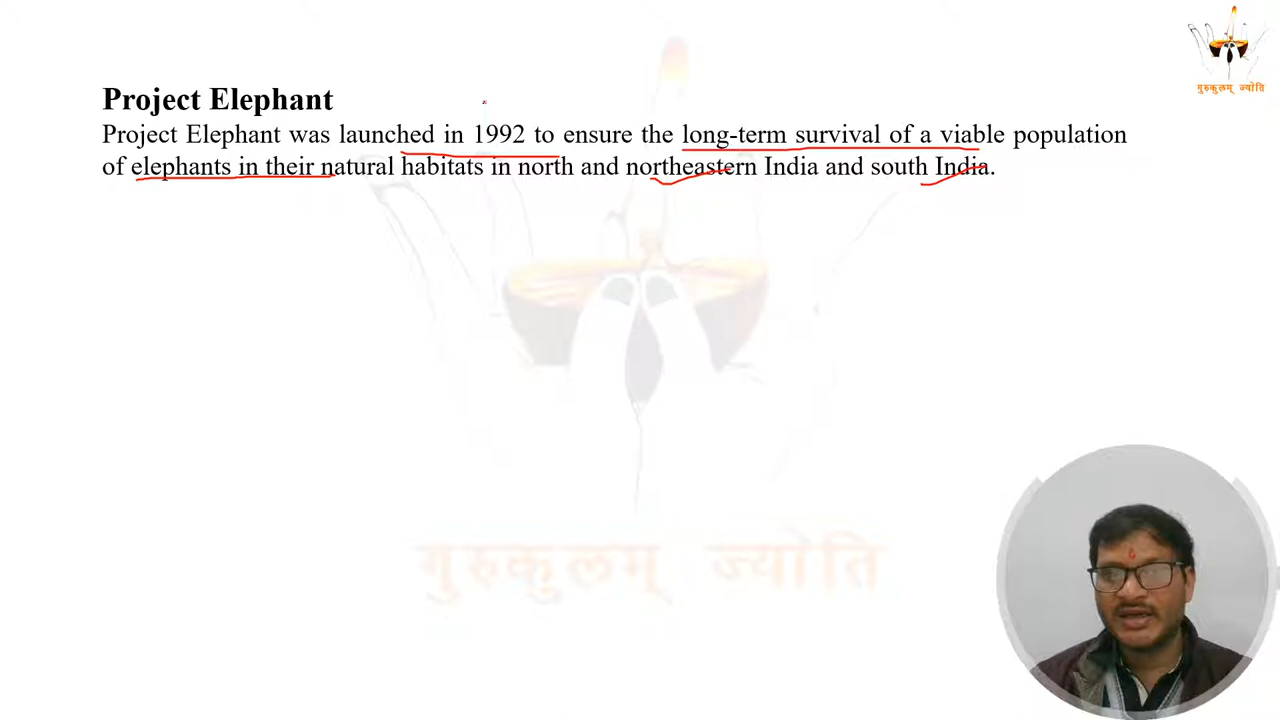 गुरुकुलम् ज्योति
Project Elephant
Project Elephant was launched in 1992 to ensure the long-term survival of a viable population
of elephants in their natural habitats in north and northeastern India and south India.
गुरुकुलम् ज्योति